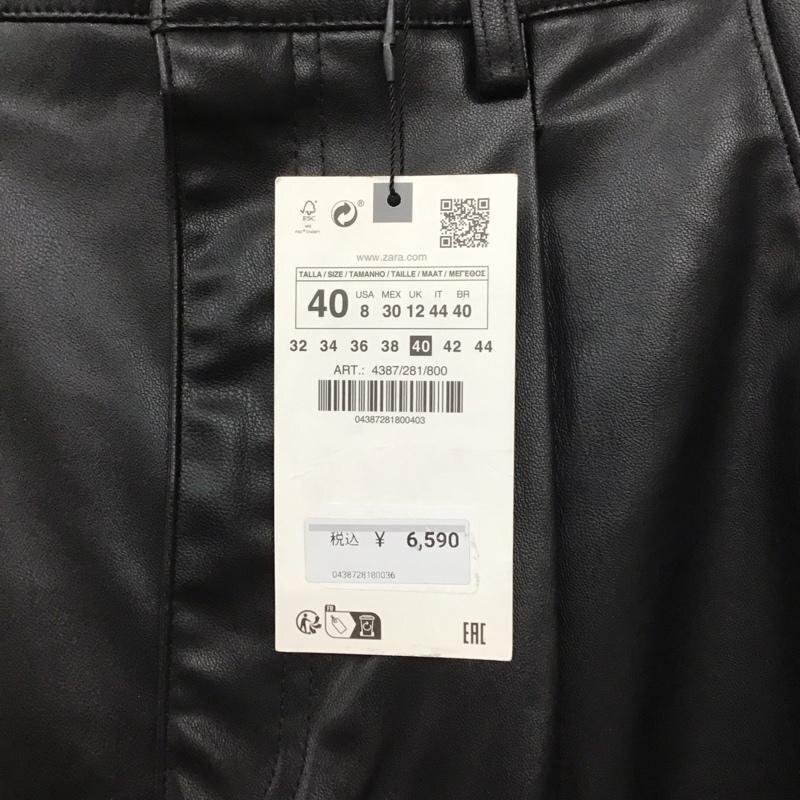 FSC
www.zara.com
TALLA / SIZE / TAMANHO / TAILLE / MAAT / ΜΕΓΕΘΟΣ
40 USA 8 MEX 30 UK 12 IT 44 BR 40
32 34 36 38 40 42 44
ART.: 4387/281/800
04387281800403
税込 ¥ 6,590
0438728180036
FR
EAC